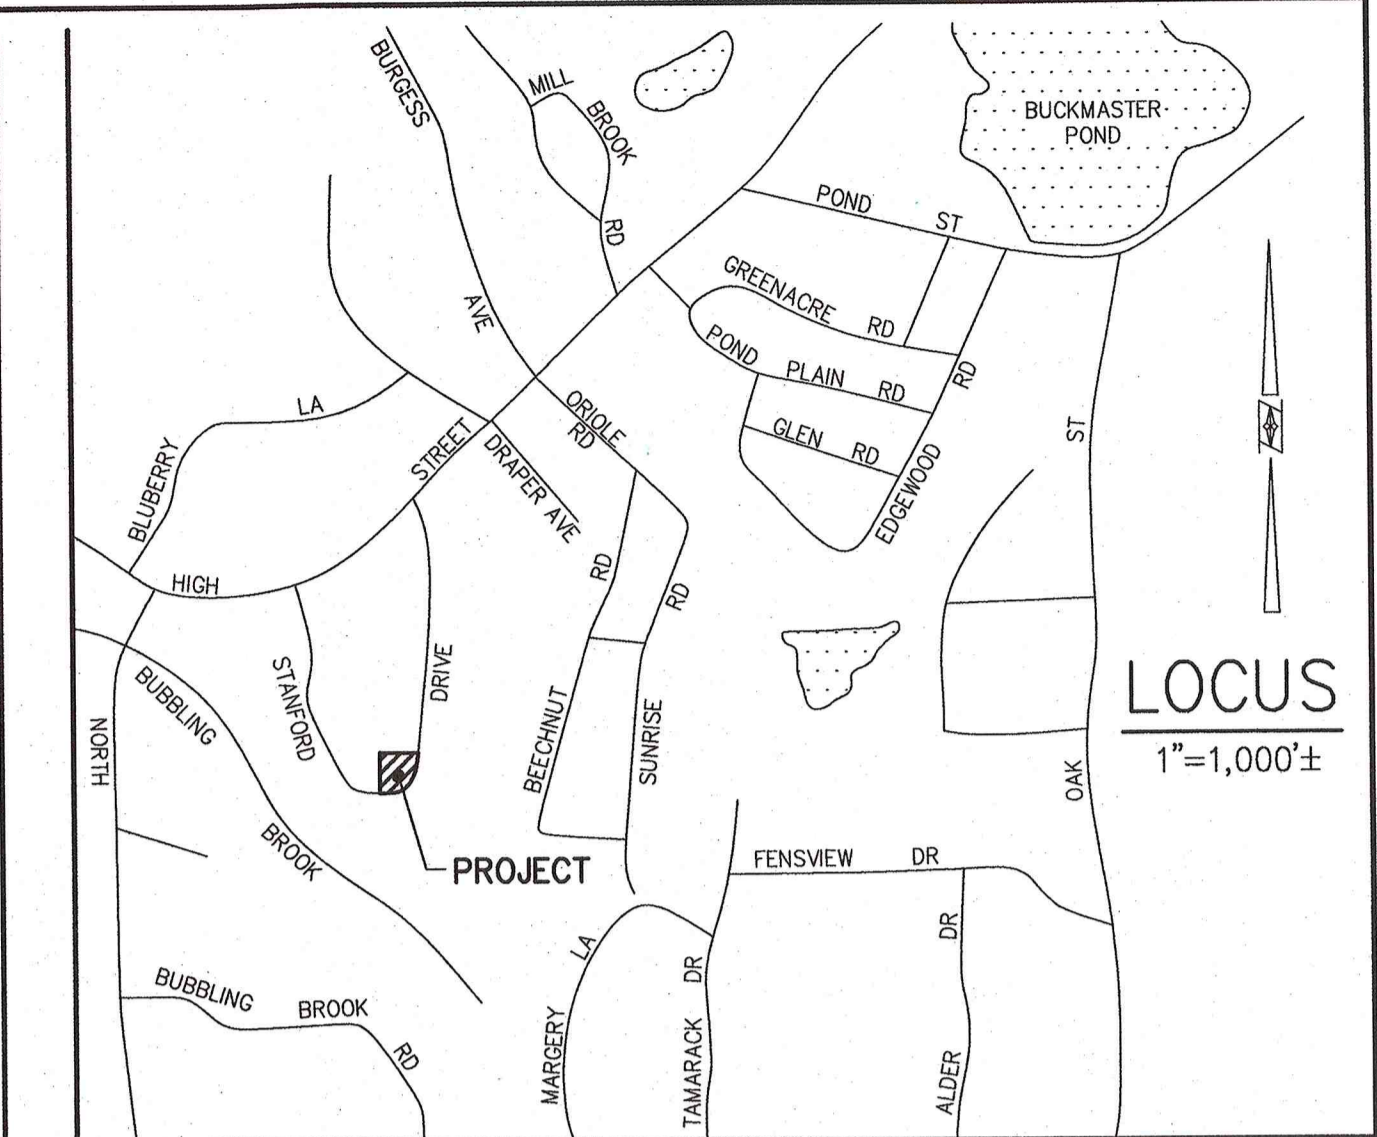 BURGESS
AVE
MILL
BROOK
RD
BUCKMASTER
POND
POND ST
GREENACRE RD
POND PLAIN RD
GLEN RD
EDGEWOOD
RD
ORIOLE
RD
DRAPER AVE
LA
BLUBERRY
HIGH
STREET
STANFORD
DRIVE
BEECHNUT
RD
SUNRISE
RD
BUBBLING
BROOK
NORTH
PROJECT
OAK
ST
LOCUS
1"=1,000'±
FENSVIEW DR
ALDER
DR
TAMARACK
DR
MARGERY
LA
BUBBLING BROOK
RD